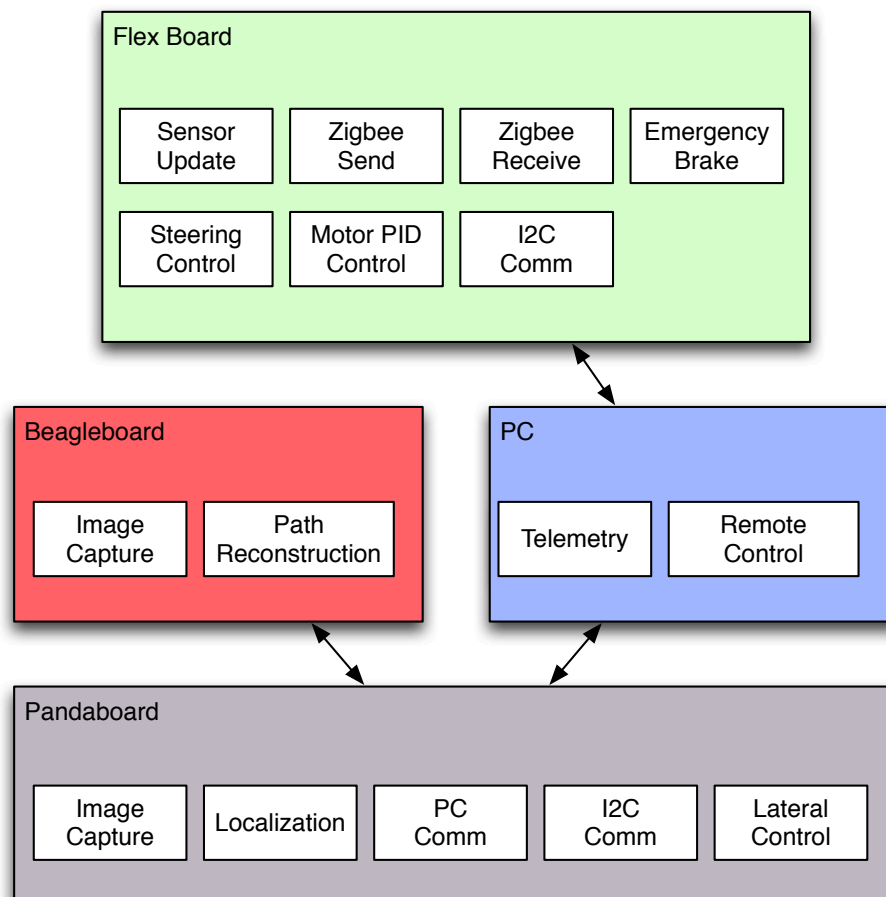 Flex Board
Sensor
Update
Zigbee
Send
Zigbee
Receive
Emergency
Brake
Steering
Control
Motor PID
Control
I2C
Comm
Beagleboard
Image
Capture
Path
Reconstruction
PC
Telemetry
Remote
Control
Pandaboard
Image
Capture
Localization
PC
Comm
I2C
Comm
Lateral
Control